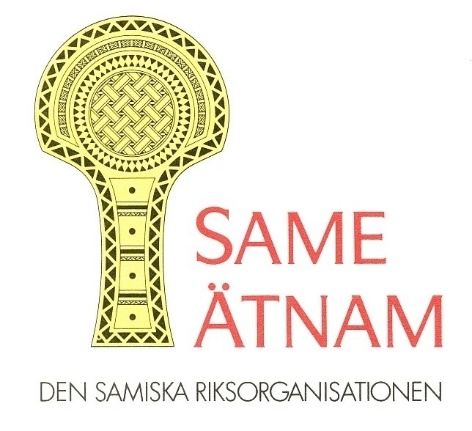 SAME
ÄTNAM
DEN SAMISKA RIKSORGANISATIONEN